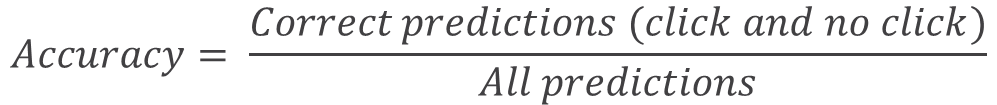 Accuracy = Correct predictions (click and no click)
All predictions